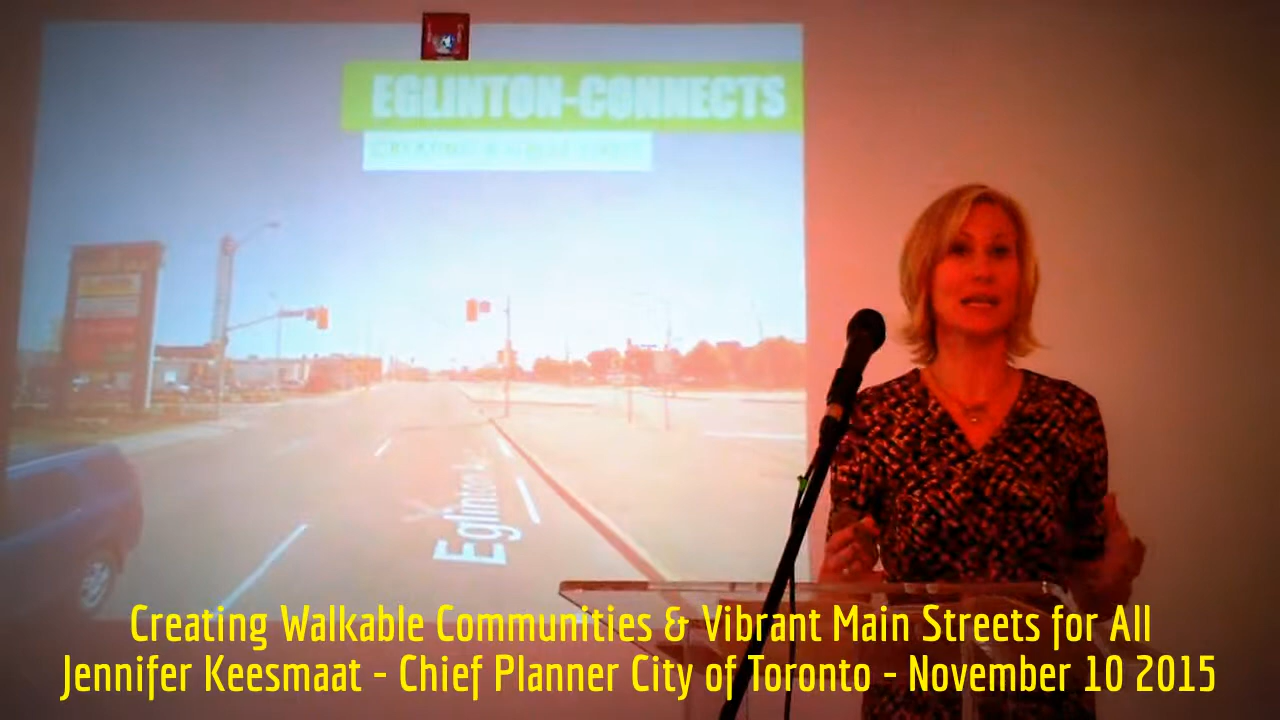 EGLINTON-CONNECTS
Eglinton
Creating Walkable Communities & Vibrant Main Streets for All
Jennifer Keesmaat - Chief Planner City of Toronto - November 10 2015